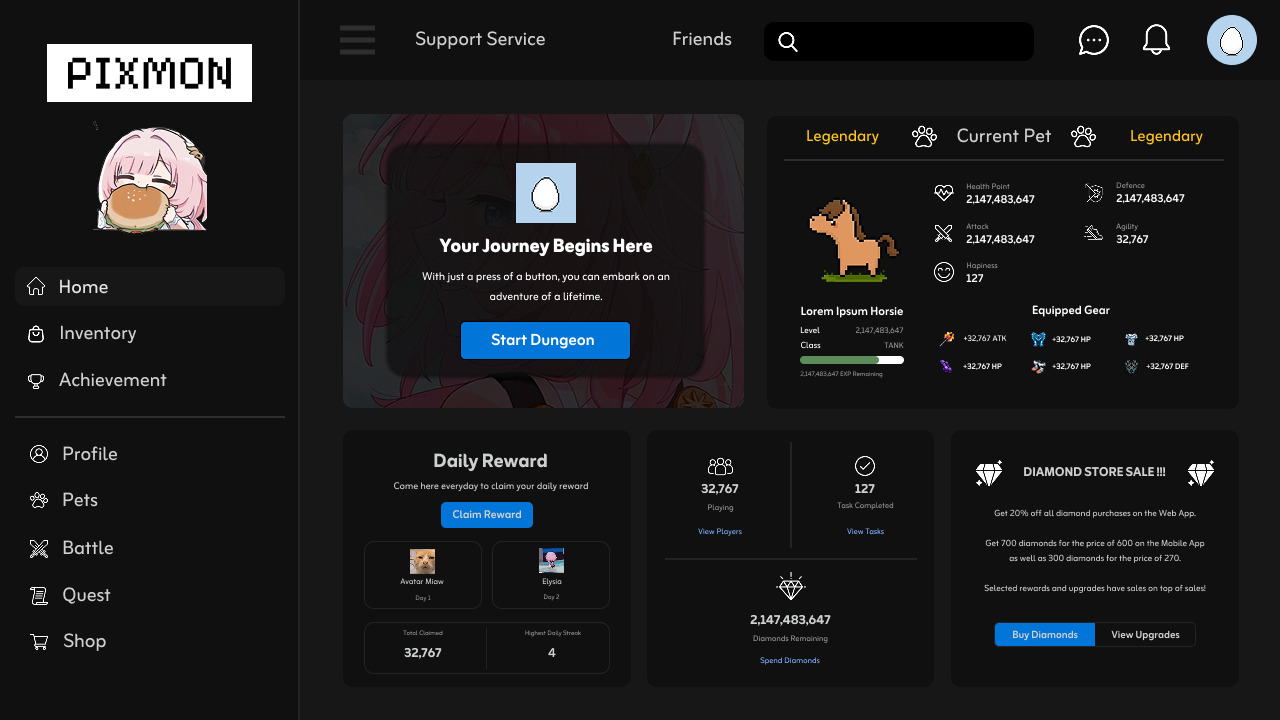 PIXMON
Home
Inventory
Achievement
Profile
Pets
Battle
Quest
Shop
Support Service
Friends
Your Journey Begins Here
With just a press of a button, you can embark on an
adventure of a lifetime.
Start Dungeon
Legendary
Current Pet
Legendary
Health Point
2,147,483,647
Defence
2,147,483,647
Attack
2,147,483,647
Agility
32,767
Hapiness
127
Lorem Ipsum Horsie
Level 2,147,483,647
Class TANK
2,147,483,647 EXP Remaining
Equipped Gear
+32,767 ATK
+32,767 HP
+32,767 HP
+32,767 HP
+32,767 HP
+32,767 DEF
Daily Reward
Come here everyday to claim your daily reward
Claim Reward
Avatar Miaw
Day 1
Elysia
Day 2
Total Claimed
32,767
Highest Daily Streak
4
32,767
Playing
View Players
127
Task Completed
View Tasks
2,147,483,647
Diamonds Remaining
Spend Diamonds
DIAMOND STORE SALE !!!
Get 20% off all diamond purchases on the Web App.
Get 700 diamonds for the price of 600 on the Mobile App
as well as 300 diamonds for the price of 270.
Selected rewards and upgrades have sales on top of sales!
Buy Diamonds
View Upgrades